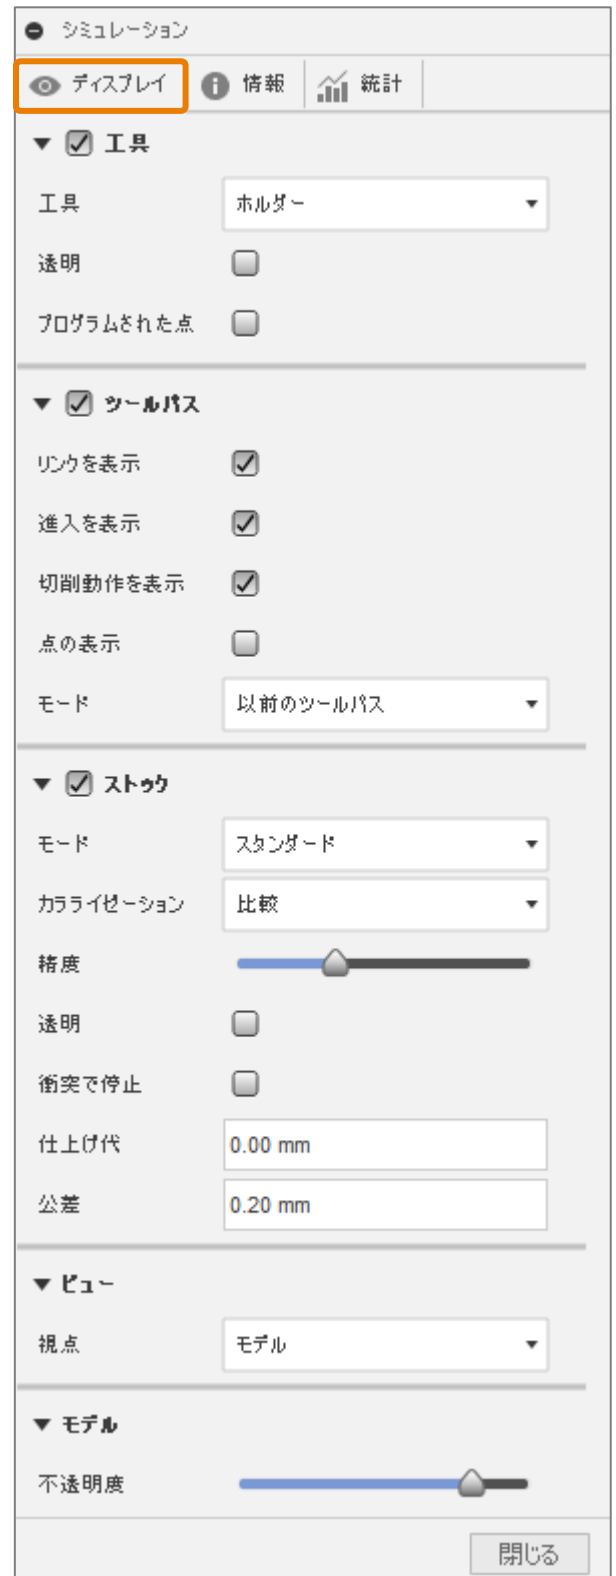 シミュレーション
ディスプレイ 情報 統計
工具
工具 ホルダー
透明
プログラムされた点
ツールパス
リンクを表示
進入を表示
切削動作を表示
点の表示
モード 以前のツールパス
ストック
モード スタンダード
カラライゼーション 比較
精度
透明
衝突で停止
仕上げ代 0.00 mm
公差 0.20 mm
ビュー
視点 モデル
モデル
不透明度
閉じる